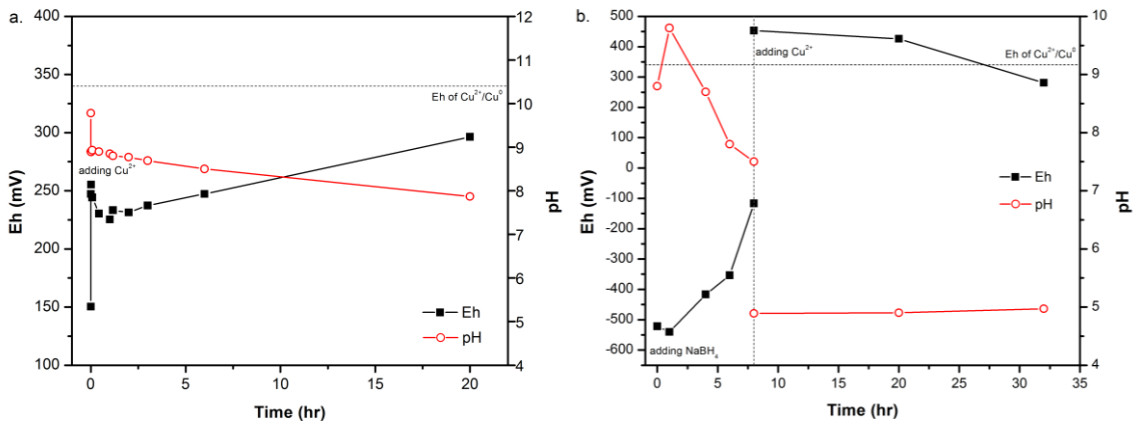 a.
400
350
300
250
200
150
100
Eh (mV)
12
11
10
9
8
7
6
5
4
pH
Eh of Cu²⁺/Cu⁰
adding Cu²⁺
Eh
pH
0
5
10
15
20
Time (hr)
b.
500
400
300
200
100
0
-100
-200
-300
-400
-500
-600
Eh (mV)
10
9
8
7
6
5
4
pH
adding Cu²⁺
Eh of Cu²⁺/Cu⁰
Eh
pH
adding NaBH₄
0
5
10
15
20
25
30
35
Time (hr)